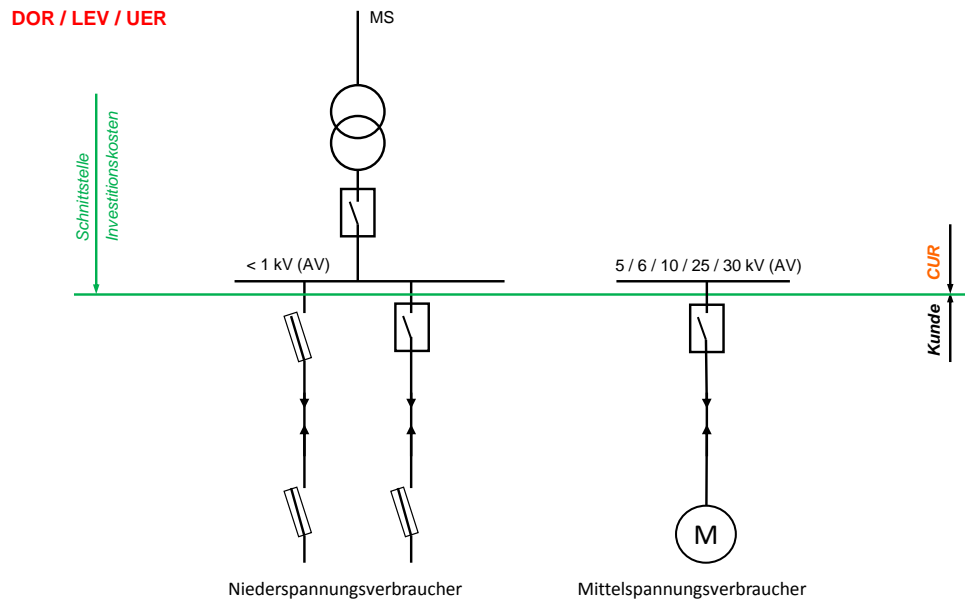 DOR / LEV / UER
MS
Schnittstelle
Investitionskosten
< 1 kV (AV)
5 / 6 / 10 / 25 / 30 kV (AV)
CUR
Kunde
M
Niederspannungsverbraucher
Mittelspannungsverbraucher